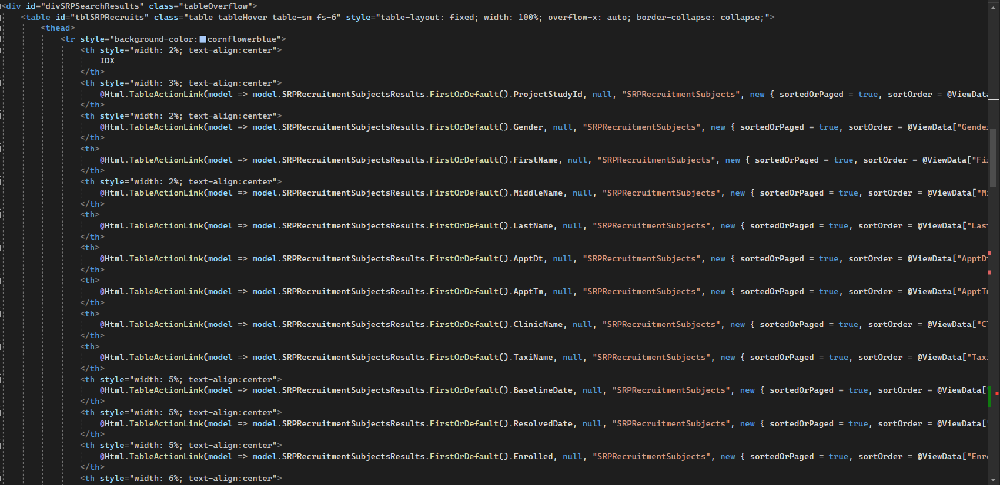 <div id="divSRPSearchResults" class="tableOverflow">
<table id="tblSRPRecruits" class="table tableHover table-sm fs-6" style="table-layout: fixed; width: 100%; overflow-x: auto; border-collapse: collapse;">
<thead>
<tr style="background-color:cornflowerblue">
<th style="width: 2%; text-align:center">
IDX
</th>
<th style="width: 3%; text-align:center">
@Html.TableActionLink(model => model.SRPRecruitmentSubjectsResults.FirstOrDefault().ProjectStudyId, null, "SRPRecruitmentSubjects", new { sortedOrPaged = true, sortOrder = @ViewData
</th>
<th style="width: 2%; text-align:center">
@Html.TableActionLink(model => model.SRPRecruitmentSubjectsResults.FirstOrDefault().Gender, null, "SRPRecruitmentSubjects", new { sortedOrPaged = true, sortOrder = @ViewData["Gender
</th>
<th>
@Html.TableActionLink(model => model.SRPRecruitmentSubjectsResults.FirstOrDefault().FirstName, null, "SRPRecruitmentSubjects", new { sortedOrPaged = true, sortOrder = @ViewData["Fi
</th>
<th style="width: 2%; text-align:center">
@Html.TableActionLink(model => model.SRPRecruitmentSubjectsResults.FirstOrDefault().MiddleName, null, "SRPRecruitmentSubjects", new { sortedOrPaged = true, sortOrder = @ViewData["M
</th>
<th>
@Html.TableActionLink(model => model.SRPRecruitmentSubjectsResults.FirstOrDefault().LastName, null, "SRPRecruitmentSubjects", new { sortedOrPaged = true, sortOrder = @ViewData["Las
</th>
<th>
@Html.TableActionLink(model => model.SRPRecruitmentSubjectsResults.FirstOrDefault().ApptDt, null, "SRPRecruitmentSubjects", new { sortedOrPaged = true, sortOrder = @ViewData["ApptD
</th>
<th>
@Html.TableActionLink(model => model.SRPRecruitmentSubjectsResults.FirstOrDefault().ApptTm, null, "SRPRecruitmentSubjects", new { sortedOrPaged = true, sortOrder = @ViewData["ApptT
</th>
<th>
@Html.TableActionLink(model => model.SRPRecruitmentSubjectsResults.FirstOrDefault().ClinicName, null, "SRPRecruitmentSubjects", new { sortedOrPaged = true, sortOrder = @ViewData["C
</th>
<th>
@Html.TableActionLink(model => model.SRPRecruitmentSubjectsResults.FirstOrDefault().TaxiName, null, "SRPRecruitmentSubjects", new { sortedOrPaged = true, sortOrder = @ViewData["Tax
</th>
<th style="width: 5%; text-align:center">
@Html.TableActionLink(model => model.SRPRecruitmentSubjectsResults.FirstOrDefault().BaselineDate, null, "SRPRecruitmentSubjects", new { sortedOrPaged = true, sortOrder = @ViewData[
</th>
<th style="width: 5%; text-align:center">
@Html.TableActionLink(model => model.SRPRecruitmentSubjectsResults.FirstOrDefault().ResolvedDate, null, "SRPRecruitmentSubjects", new { sortedOrPaged = true, sortOrder = @ViewData[
</th>
<th style="width: 5%; text-align:center">
@Html.TableActionLink(model => model.SRPRecruitmentSubjectsResults.FirstOrDefault().Enrolled, null, "SRPRecruitmentSubjects", new { sortedOrPaged = true, sortOrder = @ViewData["Enr
</th>
<th style="width: 6%; text-align:center">